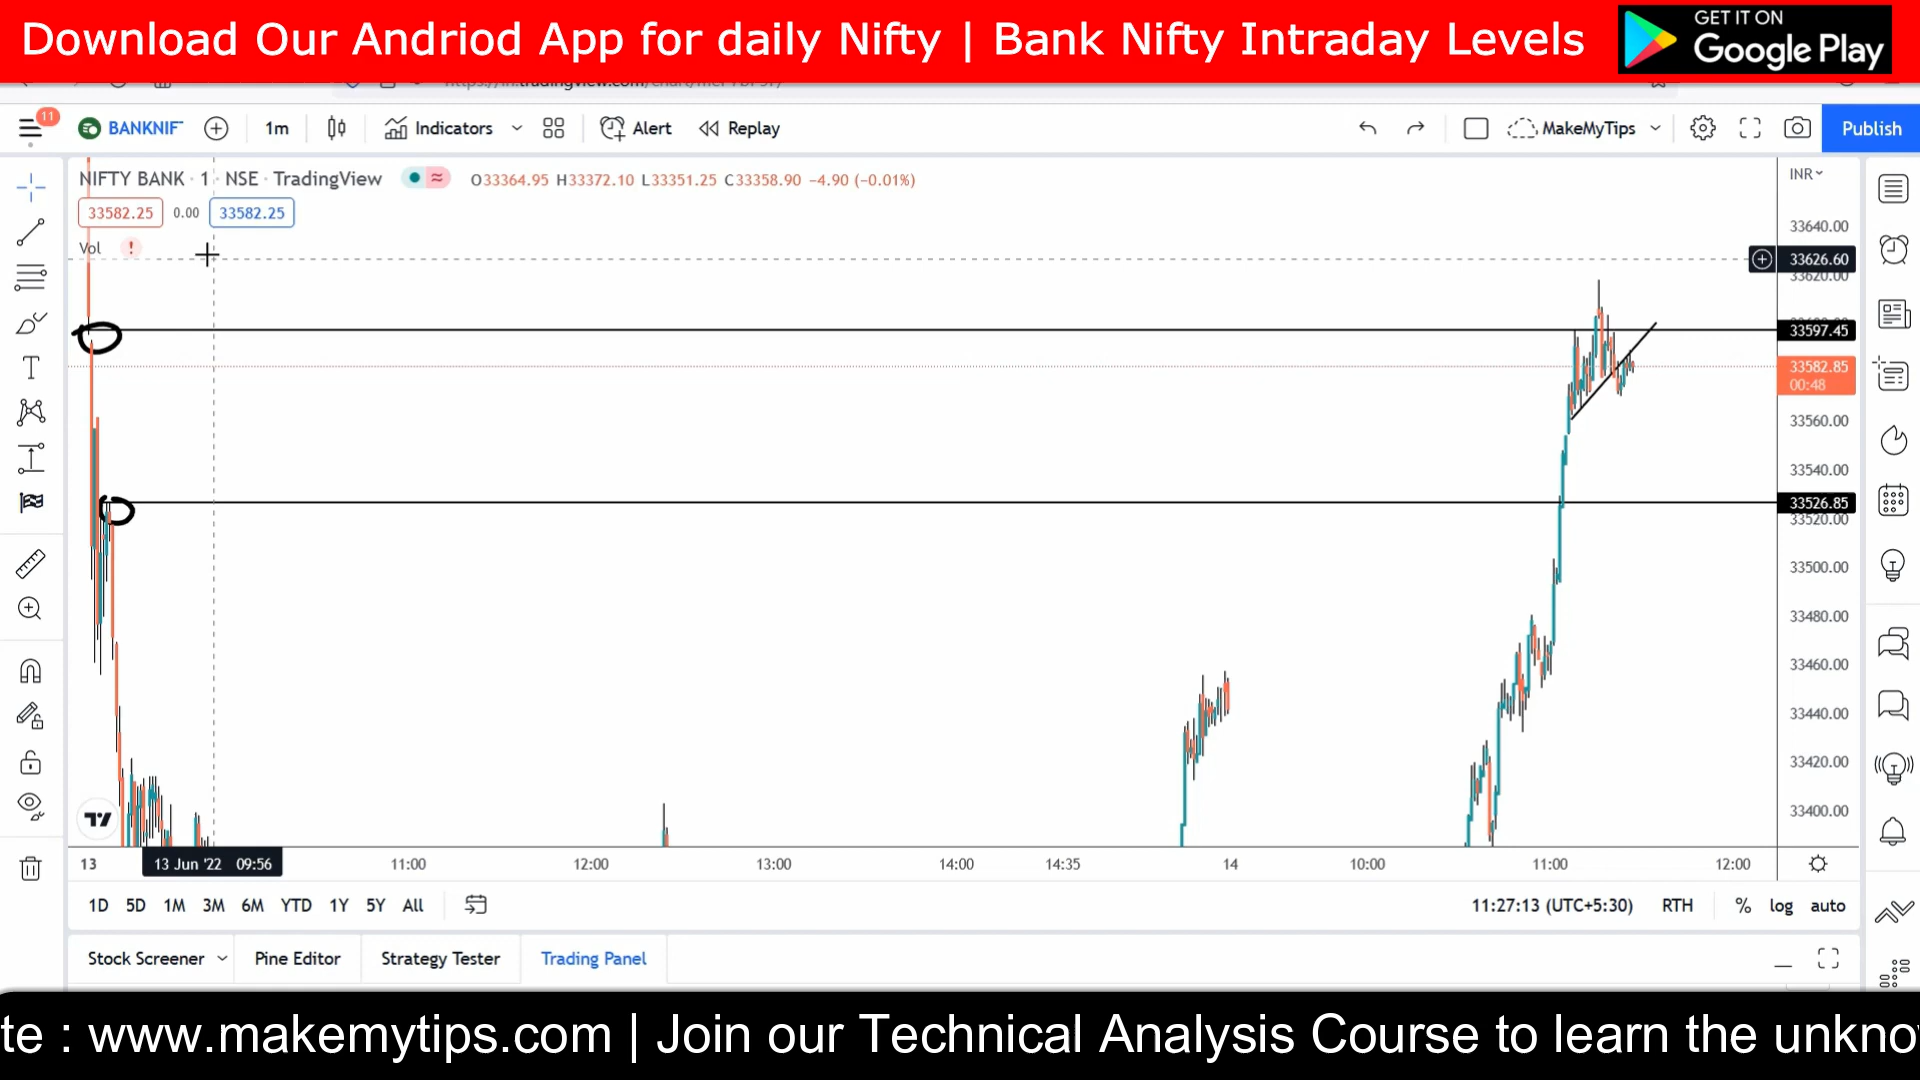 Download Our Andriod App for daily Nifty | Bank Nifty Intraday Levels
GET IT ON
Google Play
11
BANKNIF
1m
Indicators
Alert
Replay
MakeMyTips
Publish
NIFTY BANK · 1 · NSE · TradingView
O33364.95 H33372.10 L33351.25 C33358.90 −4.90 (−0.01%)
INR
33582.25
0.00
33582.25
Vol
33640.00
33626.60
33620.00
33597.45
33582.85
00:48
33560.00
33540.00
33526.85
33520.00
33500.00
33480.00
33460.00
33440.00
33420.00
33400.00
13
13 Jun '22 09:56
11:00
12:00
13:00
14:00
14:35
14
10:00
11:00
12:00
1D 5D 1M 3M 6M YTD 1Y 5Y All
11:27:13 (UTC+5:30)
RTH
%
log
auto
Stock Screener
Pine Editor
Strategy Tester
Trading Panel
te : www.makemytips.com | Join our Technical Analysis Course to learn the unkno